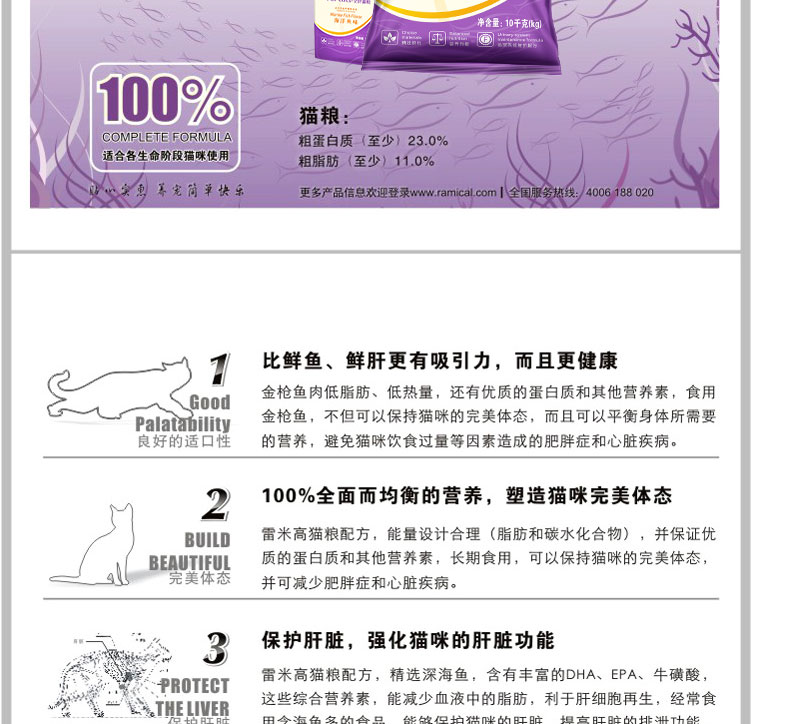 Marine Fish Flavor
海洋鱼味
净含量：10千克(kg)
100%
COMPLETE FORMULA
适合各生命阶段猫咪使用
猫粮：
粗蛋白质（至少）23.0%
粗脂肪（至少）11.0%
贴心实惠 养宠简单快乐
更多产品信息欢迎登录www.ramical.com 全国服务热线：4006 188 020
1
Good
Palatability
良好的适口性
比鲜鱼、鲜肝更有吸引力，而且更健康
金枪鱼肉低脂肪、低热量，还有优质的蛋白质和其他营养素，食用
金枪鱼，不但可以保持猫咪的完美体态，而且可以平衡身体所需要
的营养，避免猫咪饮食过量等因素造成的肥胖症和心脏疾病。
2
BUILD
BEAUTIFUL
完美体态
100%全面而均衡的营养，塑造猫咪完美体态
雷米高猫粮配方，能量设计合理（脂肪和碳水化合物），并保证优
质的蛋白质和其他营养素，长期食用，可以保持猫咪的完美体态，
并可减少肥胖症和心脏疾病。
3
PROTECT
THE LIVER
保护肝脏
保护肝脏，强化猫咪的肝脏功能
雷米高猫粮配方，精选深海鱼，含有丰富的DHA、EPA、牛磺酸，
这些综合营养素，能减少血液中的脂肪，利于肝细胞再生，经常食
用含海鱼多的食品，能够保护猫咪的肝脏，提高肝脏的排泄功能，